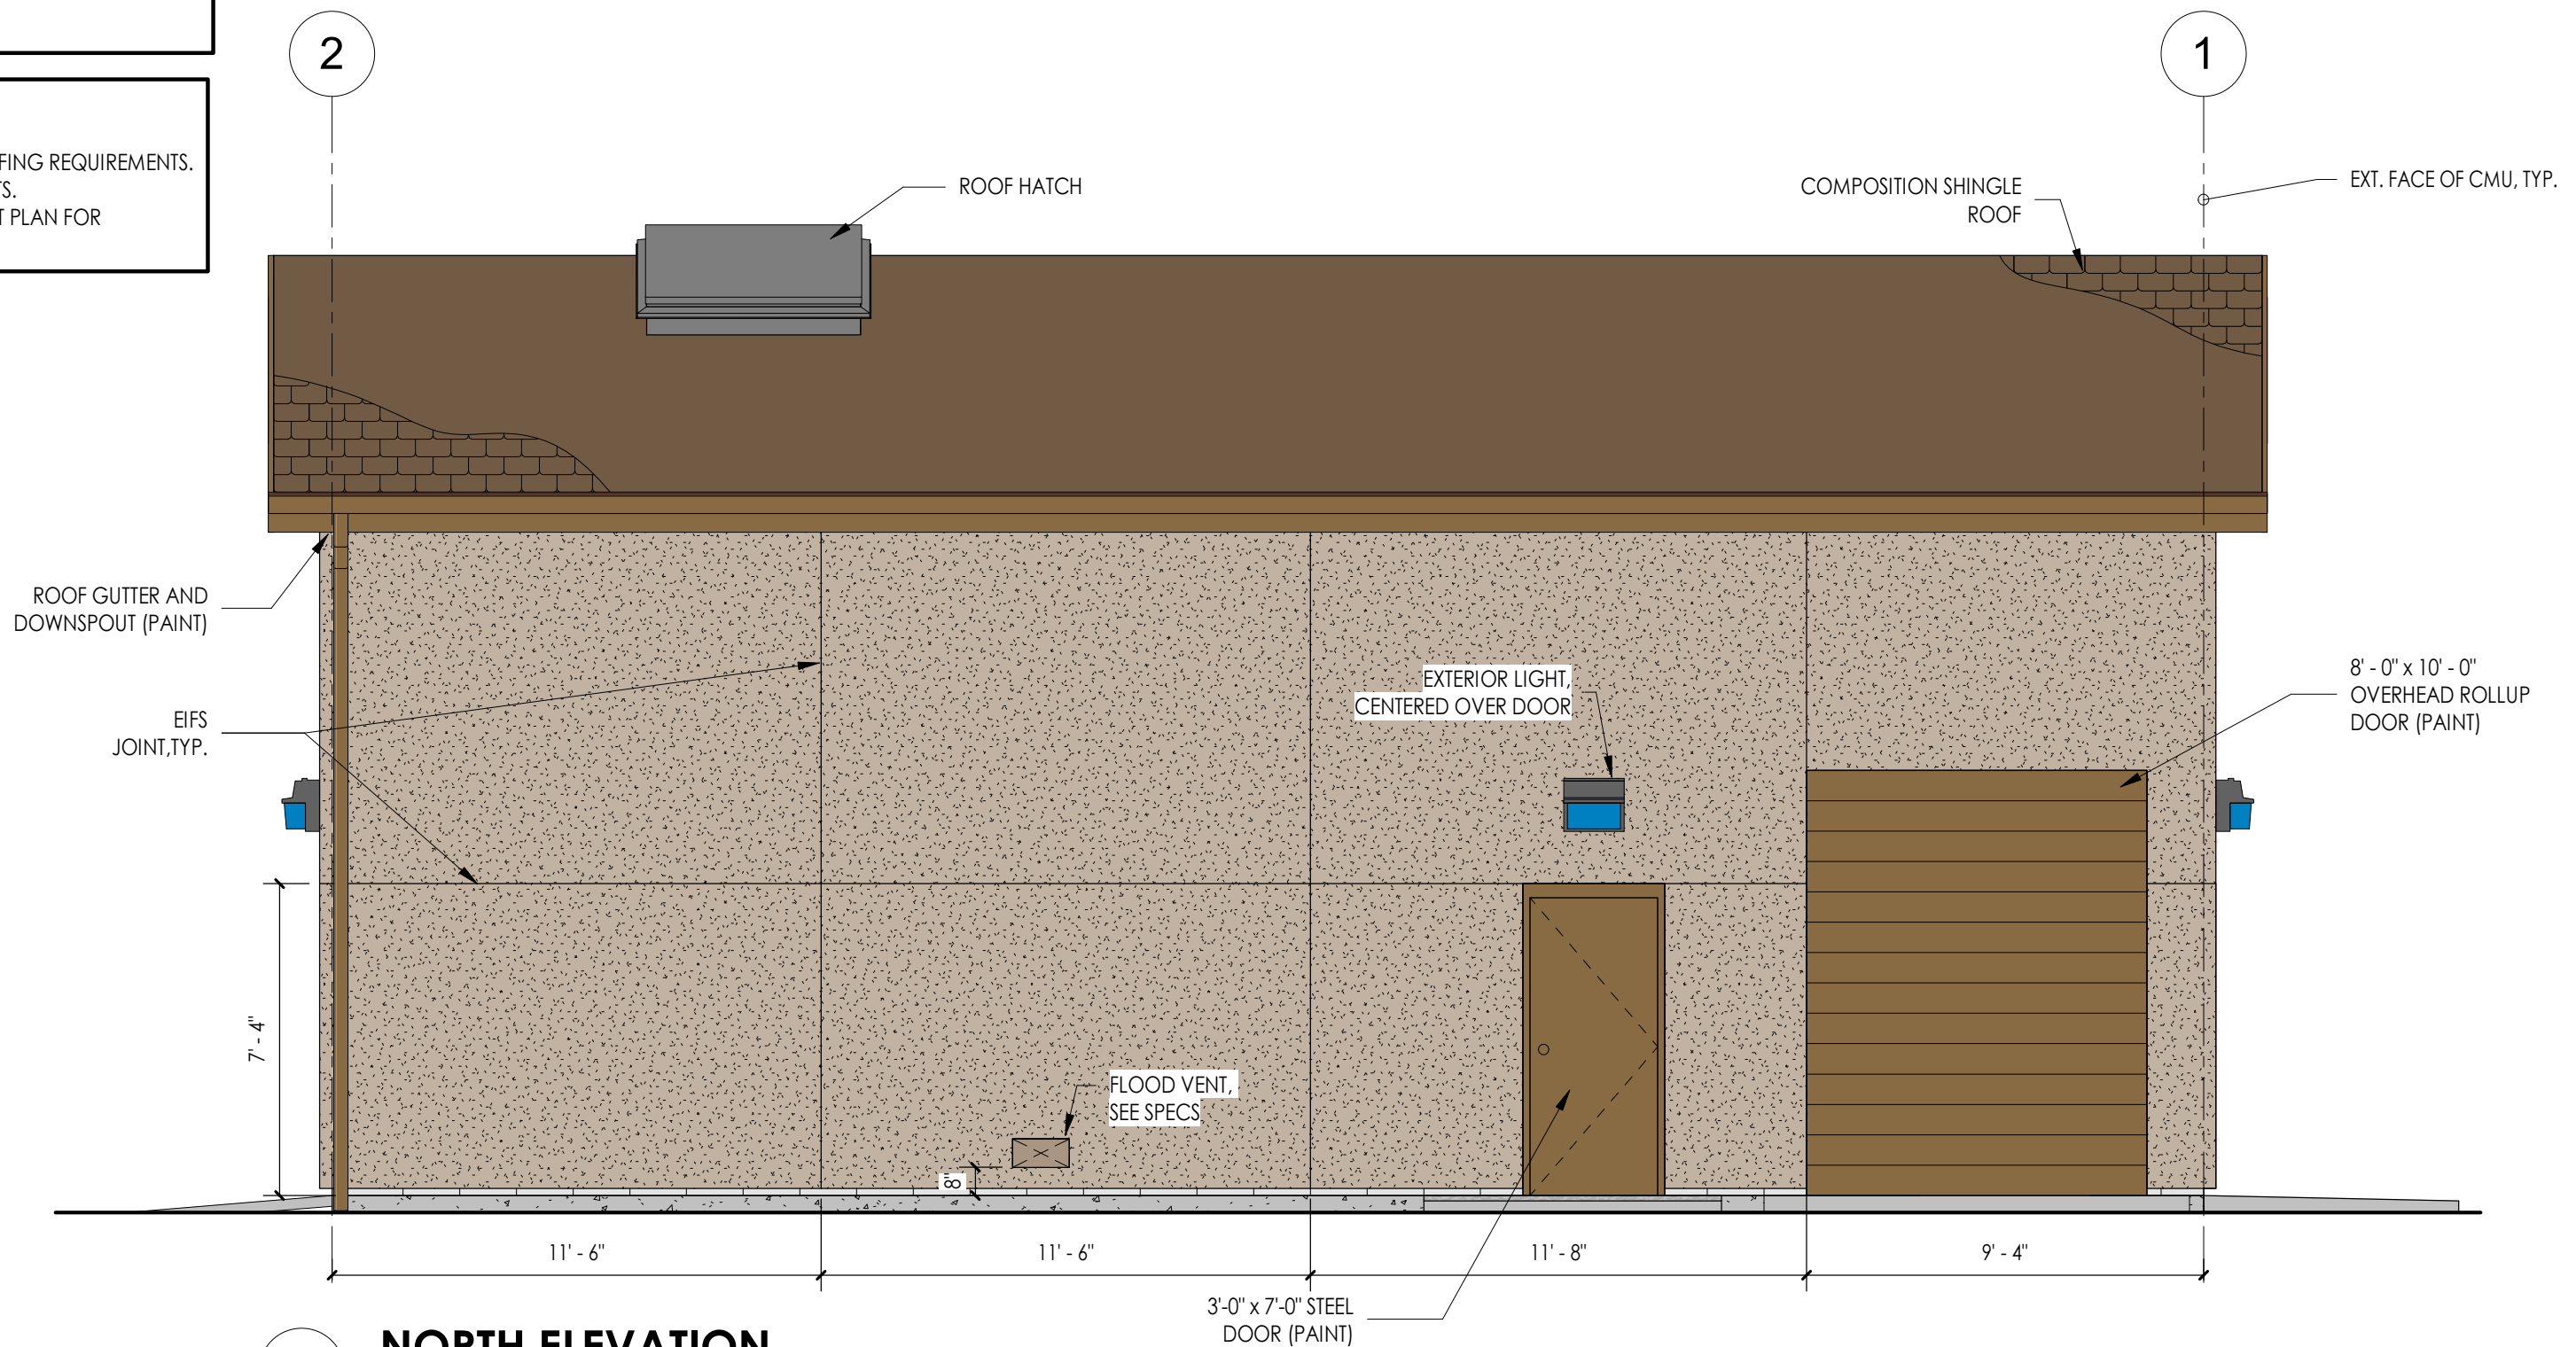 2
1
FING REQUIREMENTS.
TS.
T PLAN FOR
ROOF HATCH
COMPOSITION SHINGLE
ROOF
EXT. FACE OF CMU, TYP.
ROOF GUTTER AND
DOWNSPOUT (PAINT)
EIFS
JOINT,TYP.
EXTERIOR LIGHT,
CENTERED OVER DOOR
8' - 0" x 10' - 0"
OVERHEAD ROLLUP
DOOR (PAINT)
7' - 4"
FLOOD VENT,
SEE SPECS
8"
11' - 6"
11' - 6"
11' - 8"
9' - 4"
3'-0" x 7'-0" STEEL
DOOR (PAINT)
NORTH ELEVATION